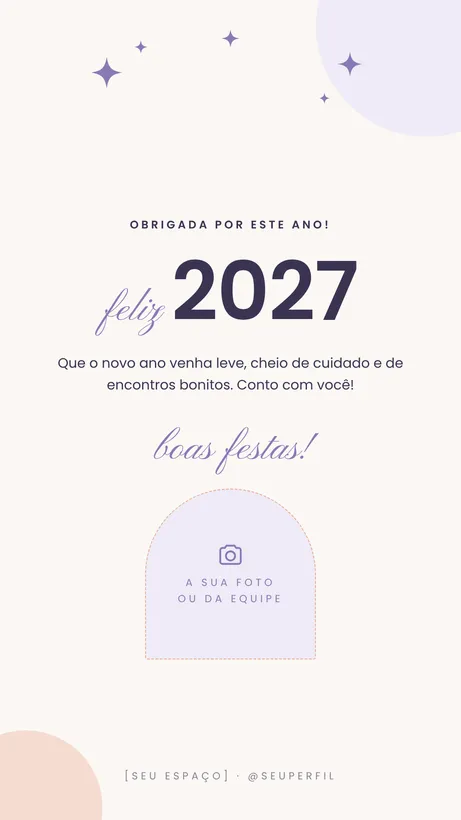 OBRIGADA POR ESTE ANO!
feliz 2027
Que o novo ano venha leve, cheio de cuidado e de
encontros bonitos. Conto com você!
boas festas!
A SUA FOTO
OU DA EQUIPE
[SEU ESPAÇO] · @SEUPERFIL